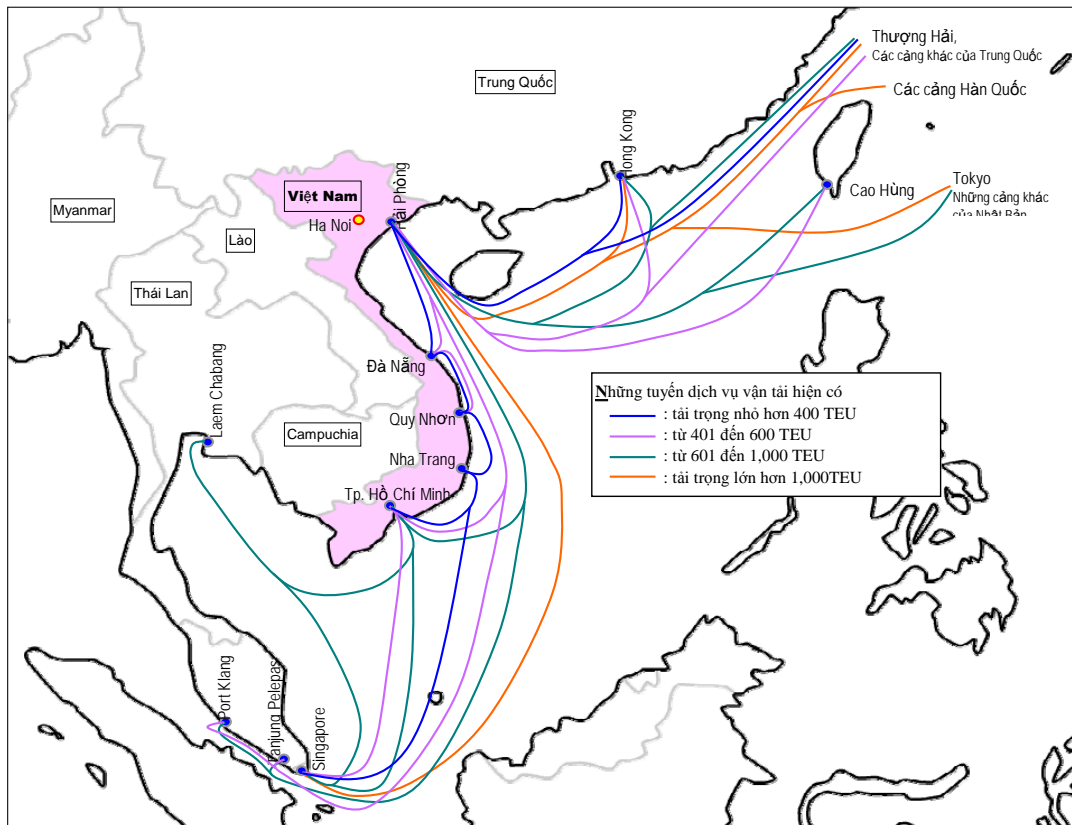 Thượng Hải,
Các cảng khác của Trung Quốc
Trung Quốc
Các cảng Hàn Quốc
Hong Kong
Việt Nam
Cao Hùng
Tokyo
Những cảng khác
của Nhật Bản
Myanmar
Ha Noi
Hải Phòng
Lào
Thái Lan
Đà Nẵng
Laem Chabang
Quy Nhơn
Campuchia
Nha Trang
Tp. Hồ Chí Minh
Những tuyến dịch vụ vận tải hiện có
: tải trọng nhỏ hơn 400 TEU
: từ 401 đến 600 TEU
: từ 601 đến 1,000 TEU
: tải trọng lớn hơn 1,000TEU
Port Klang
Tanjung Pelepas
Singapore